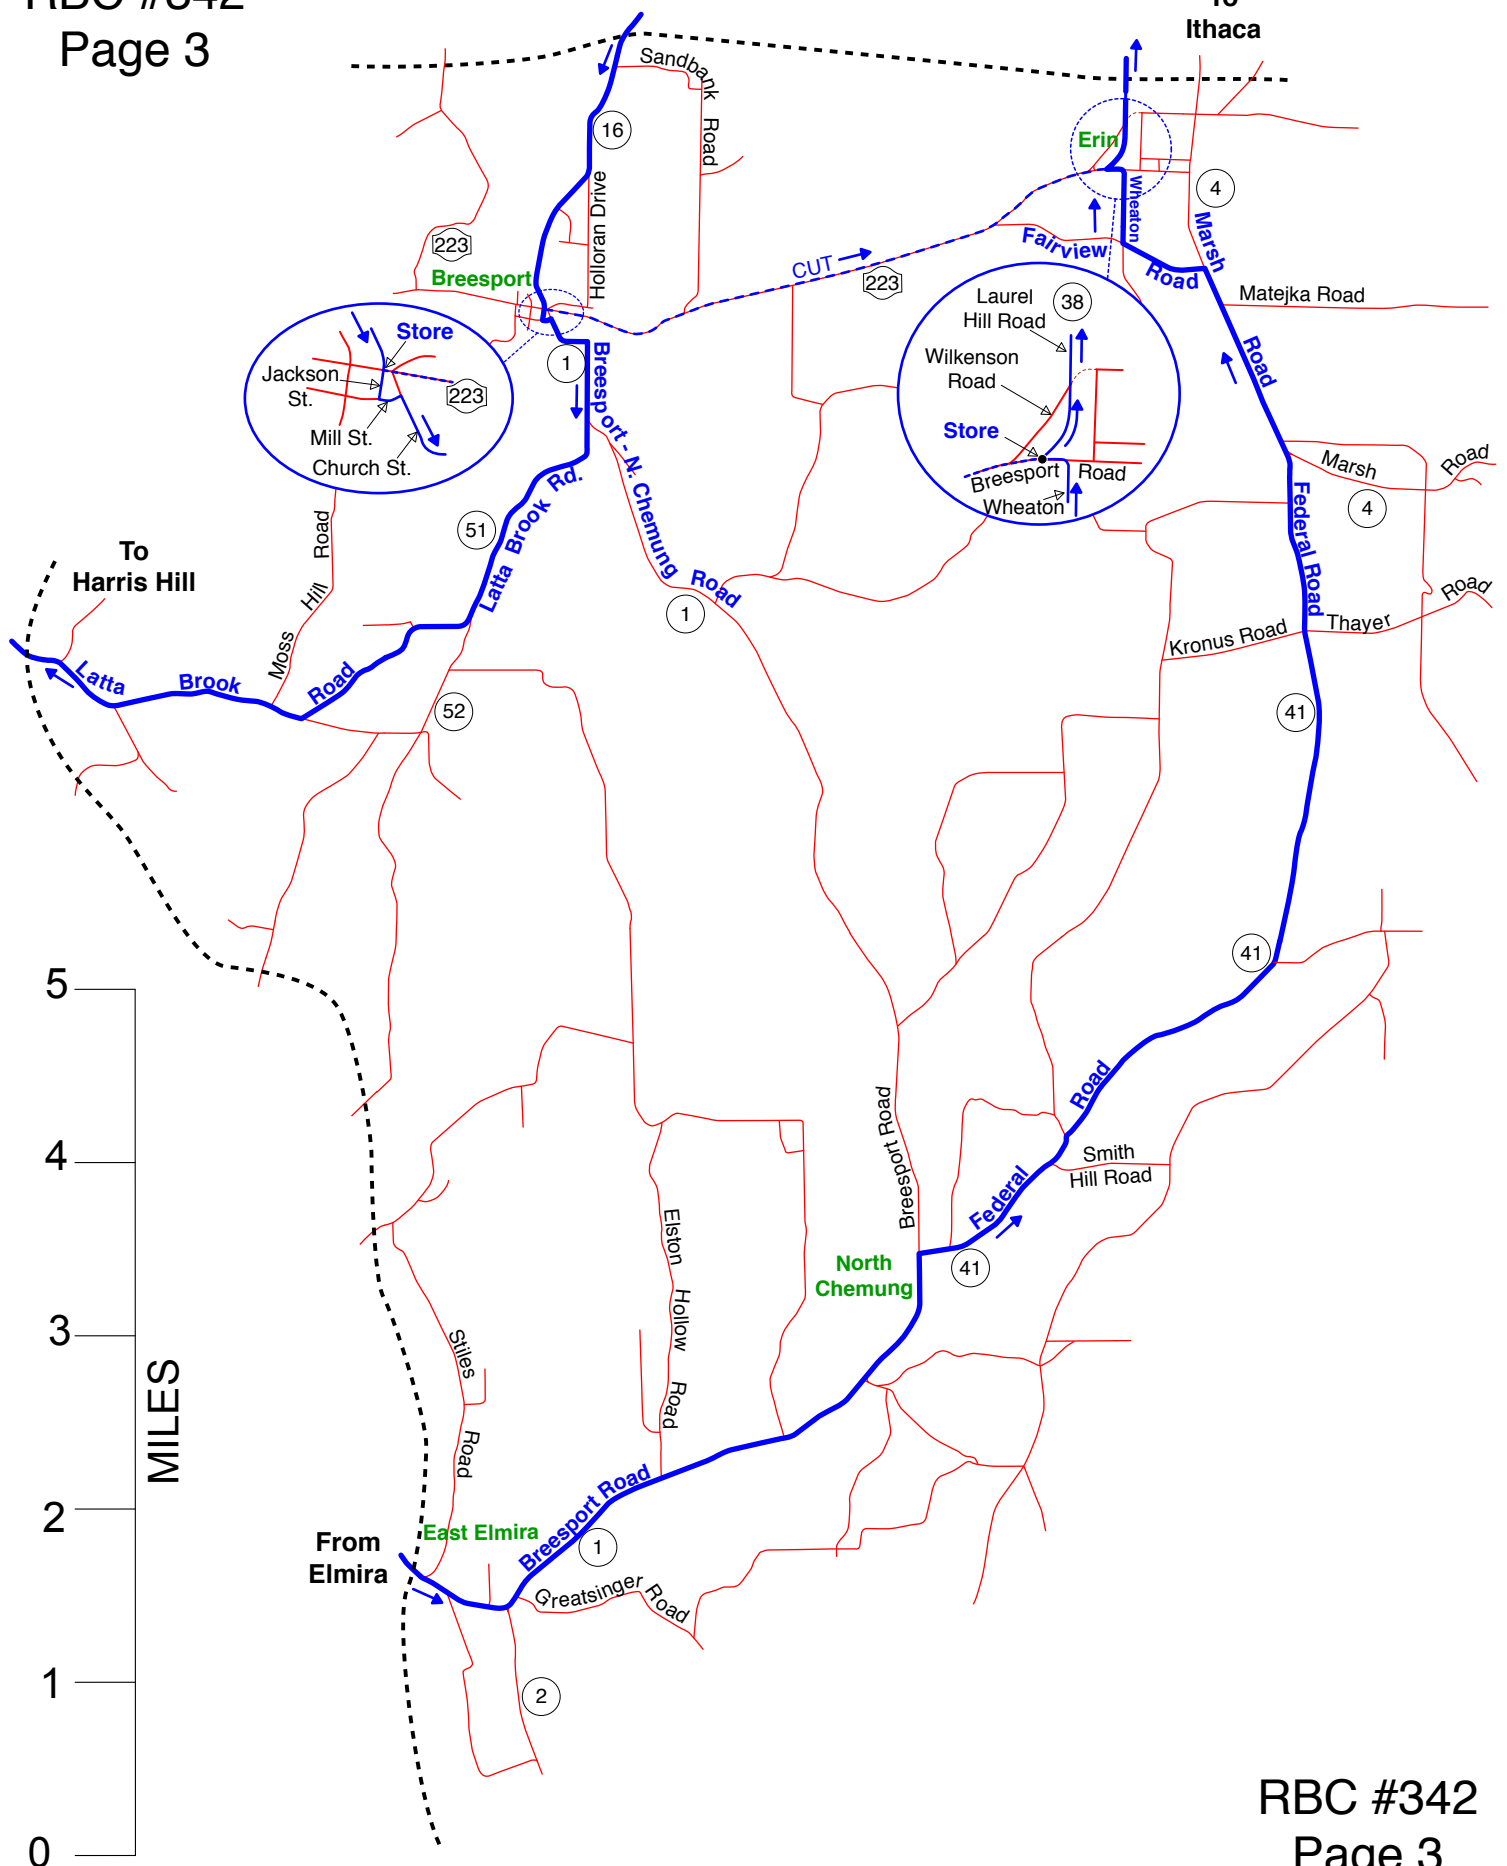 RBC #342
Page 3
To
Ithaca
Sandbank
Road
16
Erin
4
Wheaton
Holloran Drive
223
Marsh
Fairview
Breesport
CUT
223
Road
Matejka Road
Laurel
Hill Road
38
Store
Jackson
St.
223
Mill St.
Church St.
1
Breesport - N. Chemung
Road
Wilkenson
Road
Store
Breesport Road
Wheaton
Road
Marsh
Road
4
Latta Brook Rd.
51
Federal Road
To
Harris Hill
Moss
Hill
Road
1
Thayer
Road
Kronus Road
Latta
Brook
Road
52
41
41
5
4
3
2
1
0
MILES
Breesport Road
Road
Federal
Smith
Hill Road
41
North
Chemung
Elston
Hollow
Road
Stiles
Road
East Elmira
From
Elmira
Breesport Road
1
Greatsinger
Road
2
RBC #342
Page 3